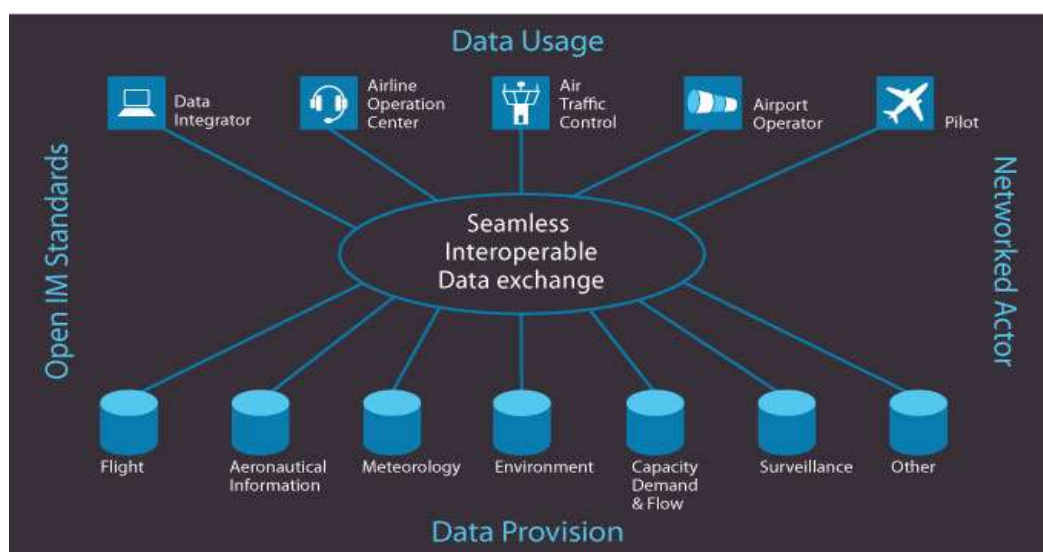 Data Usage
Data
Integrator
Airline
Operation
Center
Air
Traffic
Control
Airport
Operator
Pilot
Open IM Standards
Networked Actor
Seamless
Interoperable
Data exchange
Flight
Aeronautical
Information
Meteorology
Environment
Capacity
Demand
& Flow
Surveillance
Other
Data Provision